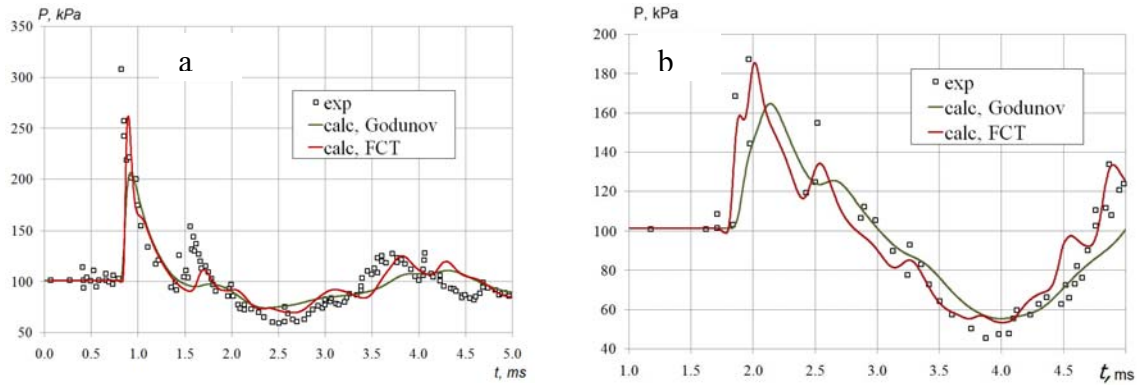 P, kPa
350
300
250
200
150
100
50
0.0 0.5 1.0 1.5 2.0 2.5 3.0 3.5 4.0 4.5 5.0
t, ms
a
exp
calc, Godunov
calc, FCT
P, kPa
200
180
160
140
120
100
80
60
40
1.0 1.5 2.0 2.5 3.0 3.5 4.0 4.5
t, ms
b
exp
calc, Godunov
calc, FCT